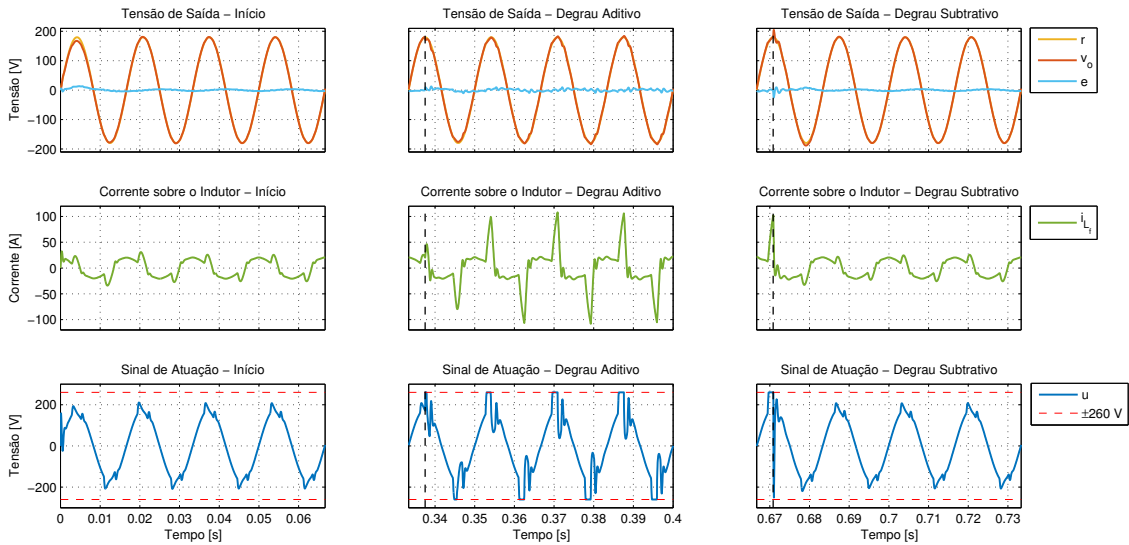 Tensão de Saída – Início
Tensão de Saída – Degrau Aditivo
Tensão de Saída – Degrau Subtrativo
Tensão [V]
200
100
0
−100
−200
r
v_o
e
Corrente sobre o Indutor – Início
Corrente sobre o Indutor – Degrau Aditivo
Corrente sobre o Indutor – Degrau Subtrativo
Corrente [A]
100
50
0
−50
−100
i_L_f
Sinal de Atuação – Início
Sinal de Atuação – Degrau Aditivo
Sinal de Atuação – Degrau Subtrativo
Tensão [V]
200
0
−200
u
±260 V
0 0.01 0.02 0.03 0.04 0.05 0.06
0.34 0.35 0.36 0.37 0.38 0.39 0.4
0.67 0.68 0.69 0.7 0.71 0.72 0.73
Tempo [s]
Tempo [s]
Tempo [s]